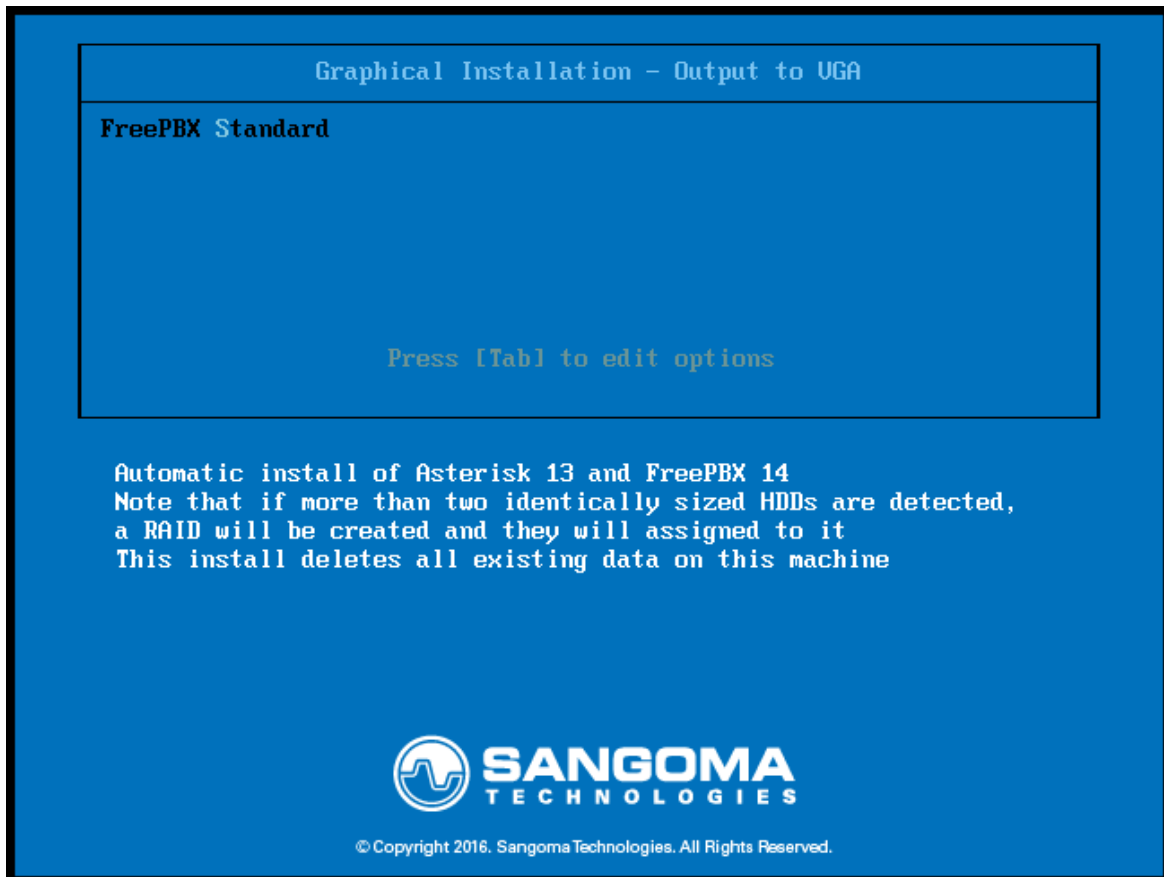 Graphical Installation - Output to VGA
FreePBX Standard
Press [Tab] to edit options
Automatic install of Asterisk 13 and FreePBX 14
Note that if more than two identically sized HDDs are detected,
a RAID will be created and they will assigned to it
This install deletes all existing data on this machine
SANGOMA
TECHNOLOGIES
© Copyright 2016. Sangoma Technologies. All Rights Reserved.